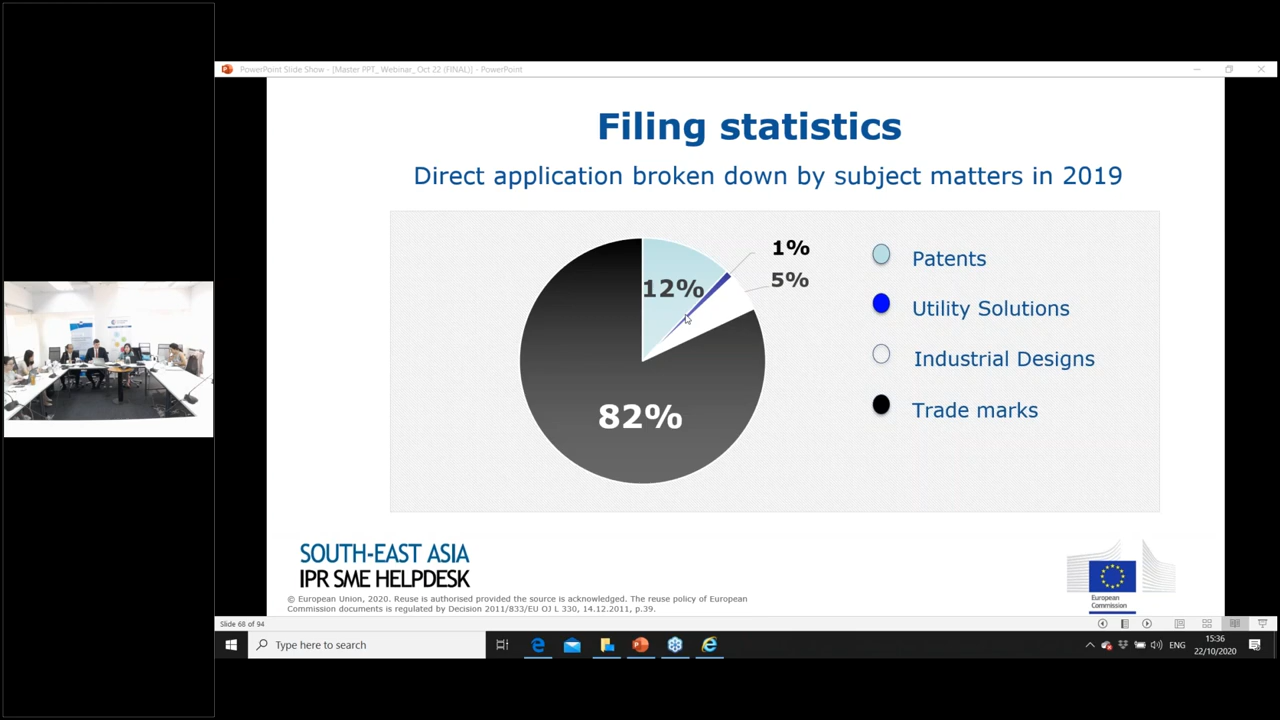 PowerPoint Slide Show - [Master PPT_ Webinar_ Oct 22 (FINAL)] - PowerPoint
Filing statistics
Direct application broken down by subject matters in 2019
1%
5%
12%
82%
Patents
Utility Solutions
Industrial Designs
Trade marks
SOUTH-EAST ASIA
IPR SME HELPDESK
© European Union, 2020. Reuse is authorised provided the source is acknowledged. The reuse policy of European
Commission documents is regulated by Decision 2011/833/EU OJ L 330, 14.12.2011, p.39.
European
Commission
Slide 68 of 94
Type here to search
ENG
15:36
22/10/2020